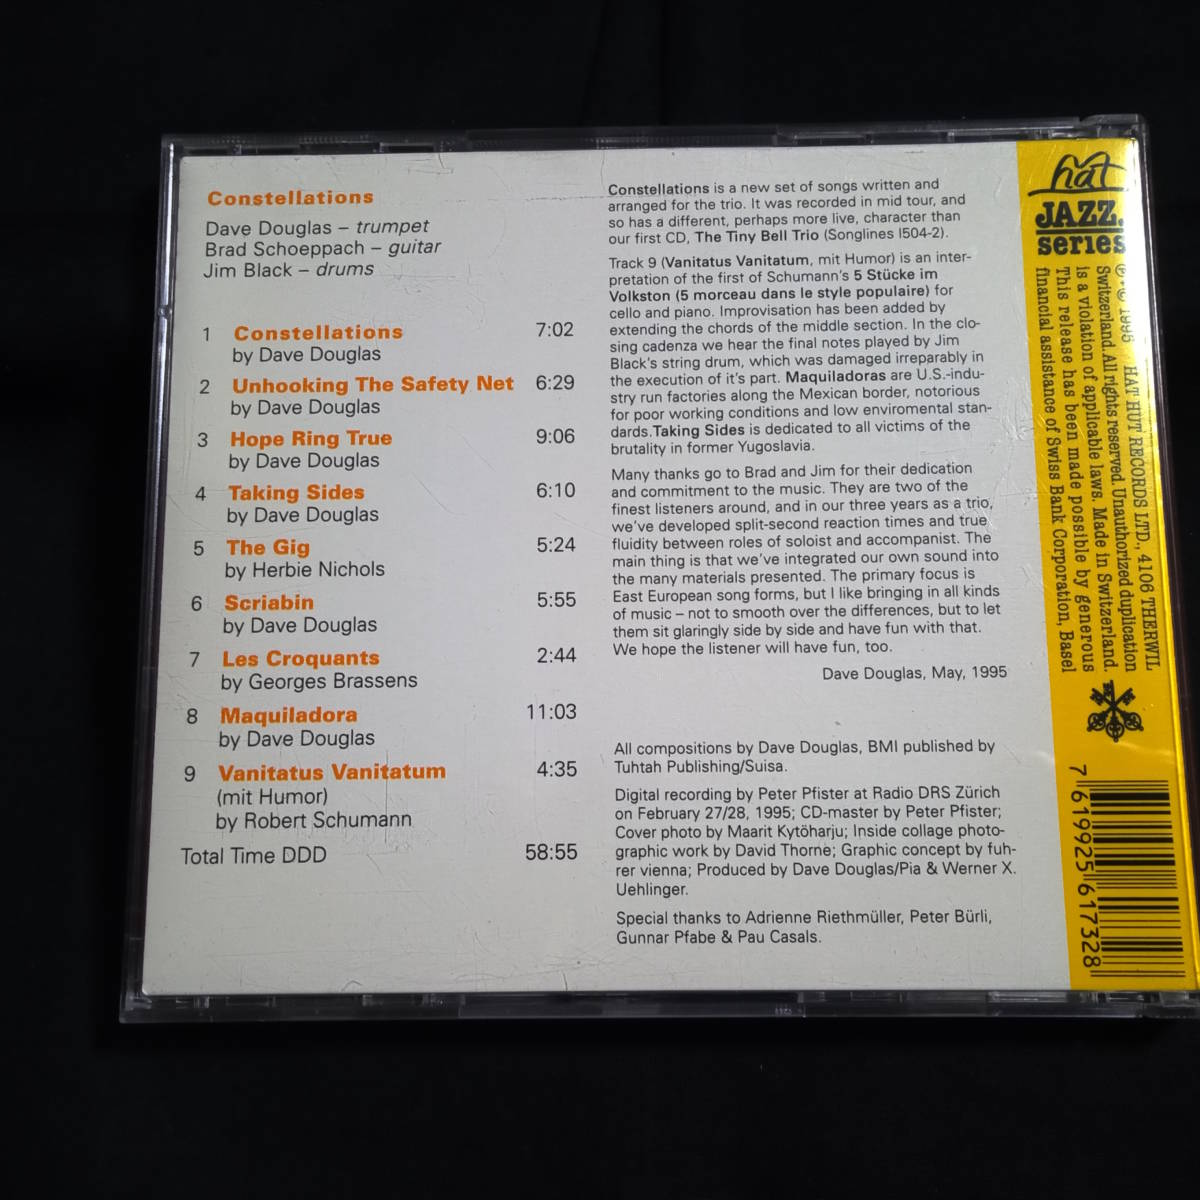 Constellations
Dave Douglas – trumpet
Brad Schoeppach – guitar
Jim Black – drums
1 Constellations 7:02
by Dave Douglas
2 Unhooking The Safety Net 6:29
by Dave Douglas
3 Hope Ring True 9:06
by Dave Douglas
4 Taking Sides 6:10
by Dave Douglas
5 The Gig 5:24
by Herbie Nichols
6 Scriabin 5:55
by Dave Douglas
7 Les Croquants 2:44
by Georges Brassens
8 Maquiladora 11:03
by Dave Douglas
9 Vanitatus Vanitatum 4:35
(mit Humor)
by Robert Schumann
Total Time DDD 58:55
Constellations is a new set of songs written and
arranged for the trio. It was recorded in mid tour, and
so has a different, perhaps more live, character than
our first CD, The Tiny Bell Trio (Songlines I504-2).
Track 9 (Vanitatus Vanitatum, mit Humor) is an inter-
pretation of the first of Schumann's 5 Stücke im
Volkston (5 morceau dans le style populaire) for
cello and piano. Improvisation has been added by
extending the chords of the middle section. In the clo-
sing cadenza we hear the final notes played by Jim
Black's string drum, which was damaged irreparably in
the execution of it's part. Maquiladoras are U.S.-indu-
stry run factories along the Mexican border, notorious
for poor working conditions and low enviromental stan-
dards.Taking Sides is dedicated to all victims of the
brutality in former Yugoslavia.
Many thanks go to Brad and Jim for their dedication
and commitment to the music. They are two of the
finest listeners around, and in our three years as a trio,
we've developed split-second reaction times and true
fluidity between roles of soloist and accompanist. The
main thing is that we've integrated our own sound into
the many materials presented. The primary focus is
East European song forms, but I like bringing in all kinds
of music – not to smooth over the differences, but to let
them sit glaringly side by side and have fun with that.
We hope the listener will have fun, too.
Dave Douglas, May, 1995
All compositions by Dave Douglas, BMI published by
Tuhtah Publishing/Suisa.
Digital recording by Peter Pfister at Radio DRS Zürich
on February 27/28, 1995; CD-master by Peter Pfister;
Cover photo by Maarit Kytöharju; Inside collage photo-
graphic work by David Thorne; Graphic concept by fuh-
rer vienna; Produced by Dave Douglas/Pia & Werner X.
Uehlinger.
Special thanks to Adrienne Riethmüller, Peter Bürli,
Gunnar Pfabe & Pau Casals.
hat
JAZZ
series
℗+© 1995 HAT HUT RECORDS LTD., 4106 THERWIL
Switzerland. All rights reserved. Unauthorized duplication
is a violation of applicable laws. Made in Switzerland.
This release has been made possible by generous
financial assistance of Swiss Bank Corporation, Basel
7 619925 617328